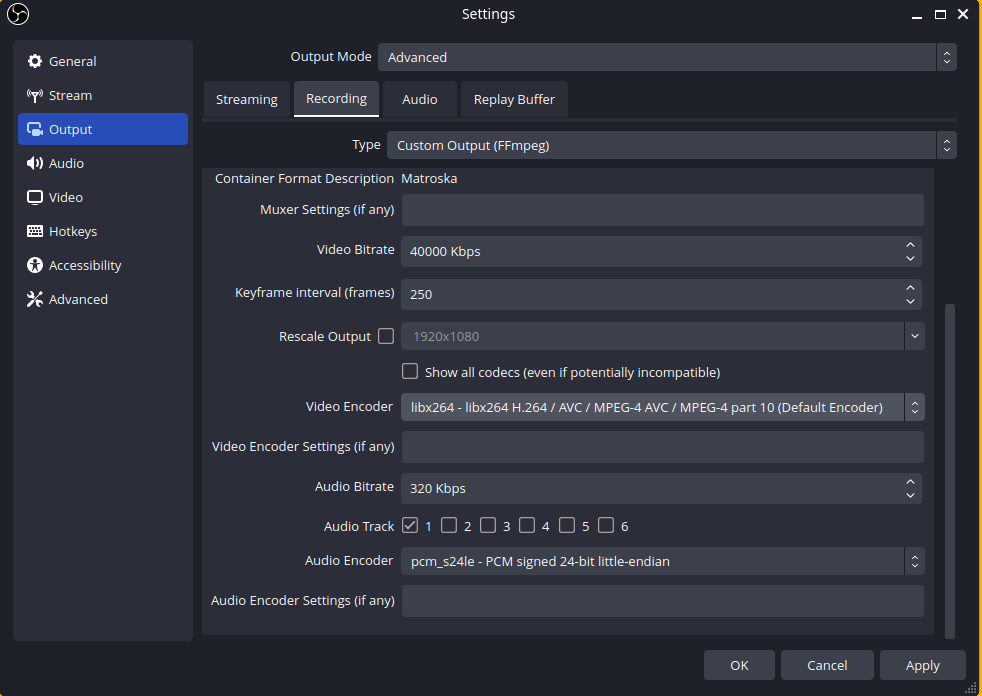 Settings
General
Stream
Output
Audio
Video
Hotkeys
Accessibility
Advanced
Output Mode Advanced
Streaming Recording Audio Replay Buffer
Type Custom Output (FFmpeg)
Container Format Description Matroska
Muxer Settings (if any)
Video Bitrate 40000 Kbps
Keyframe interval (frames) 250
Rescale Output 1920x1080
Show all codecs (even if potentially incompatible)
Video Encoder libx264 - libx264 H.264 / AVC / MPEG-4 AVC / MPEG-4 part 10 (Default Encoder)
Video Encoder Settings (if any)
Audio Bitrate 320 Kbps
Audio Track 1 2 3 4 5 6
Audio Encoder pcm_s24le - PCM signed 24-bit little-endian
Audio Encoder Settings (if any)
OK Cancel Apply